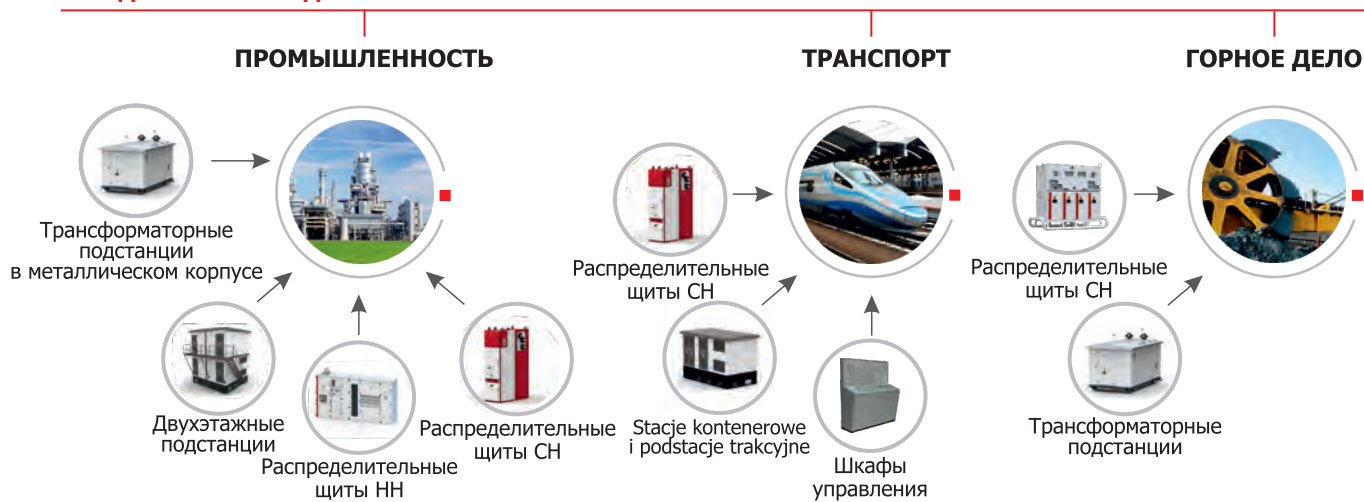 ПРОМЫШЛЕННОСТЬ
ТРАНСПОРТ
ГОРНОЕ ДЕЛО
Трансформаторные
подстанции
в металлическом корпусе
Двухэтажные
подстанции
Распределительные
щиты НН
Распределительные
щиты СН
Распределительные
щиты СН
Stacje kontenerowe
i podstacje trakcyjne
Шкафы
управления
Распределительные
щиты СН
Трансформаторные
подстанции